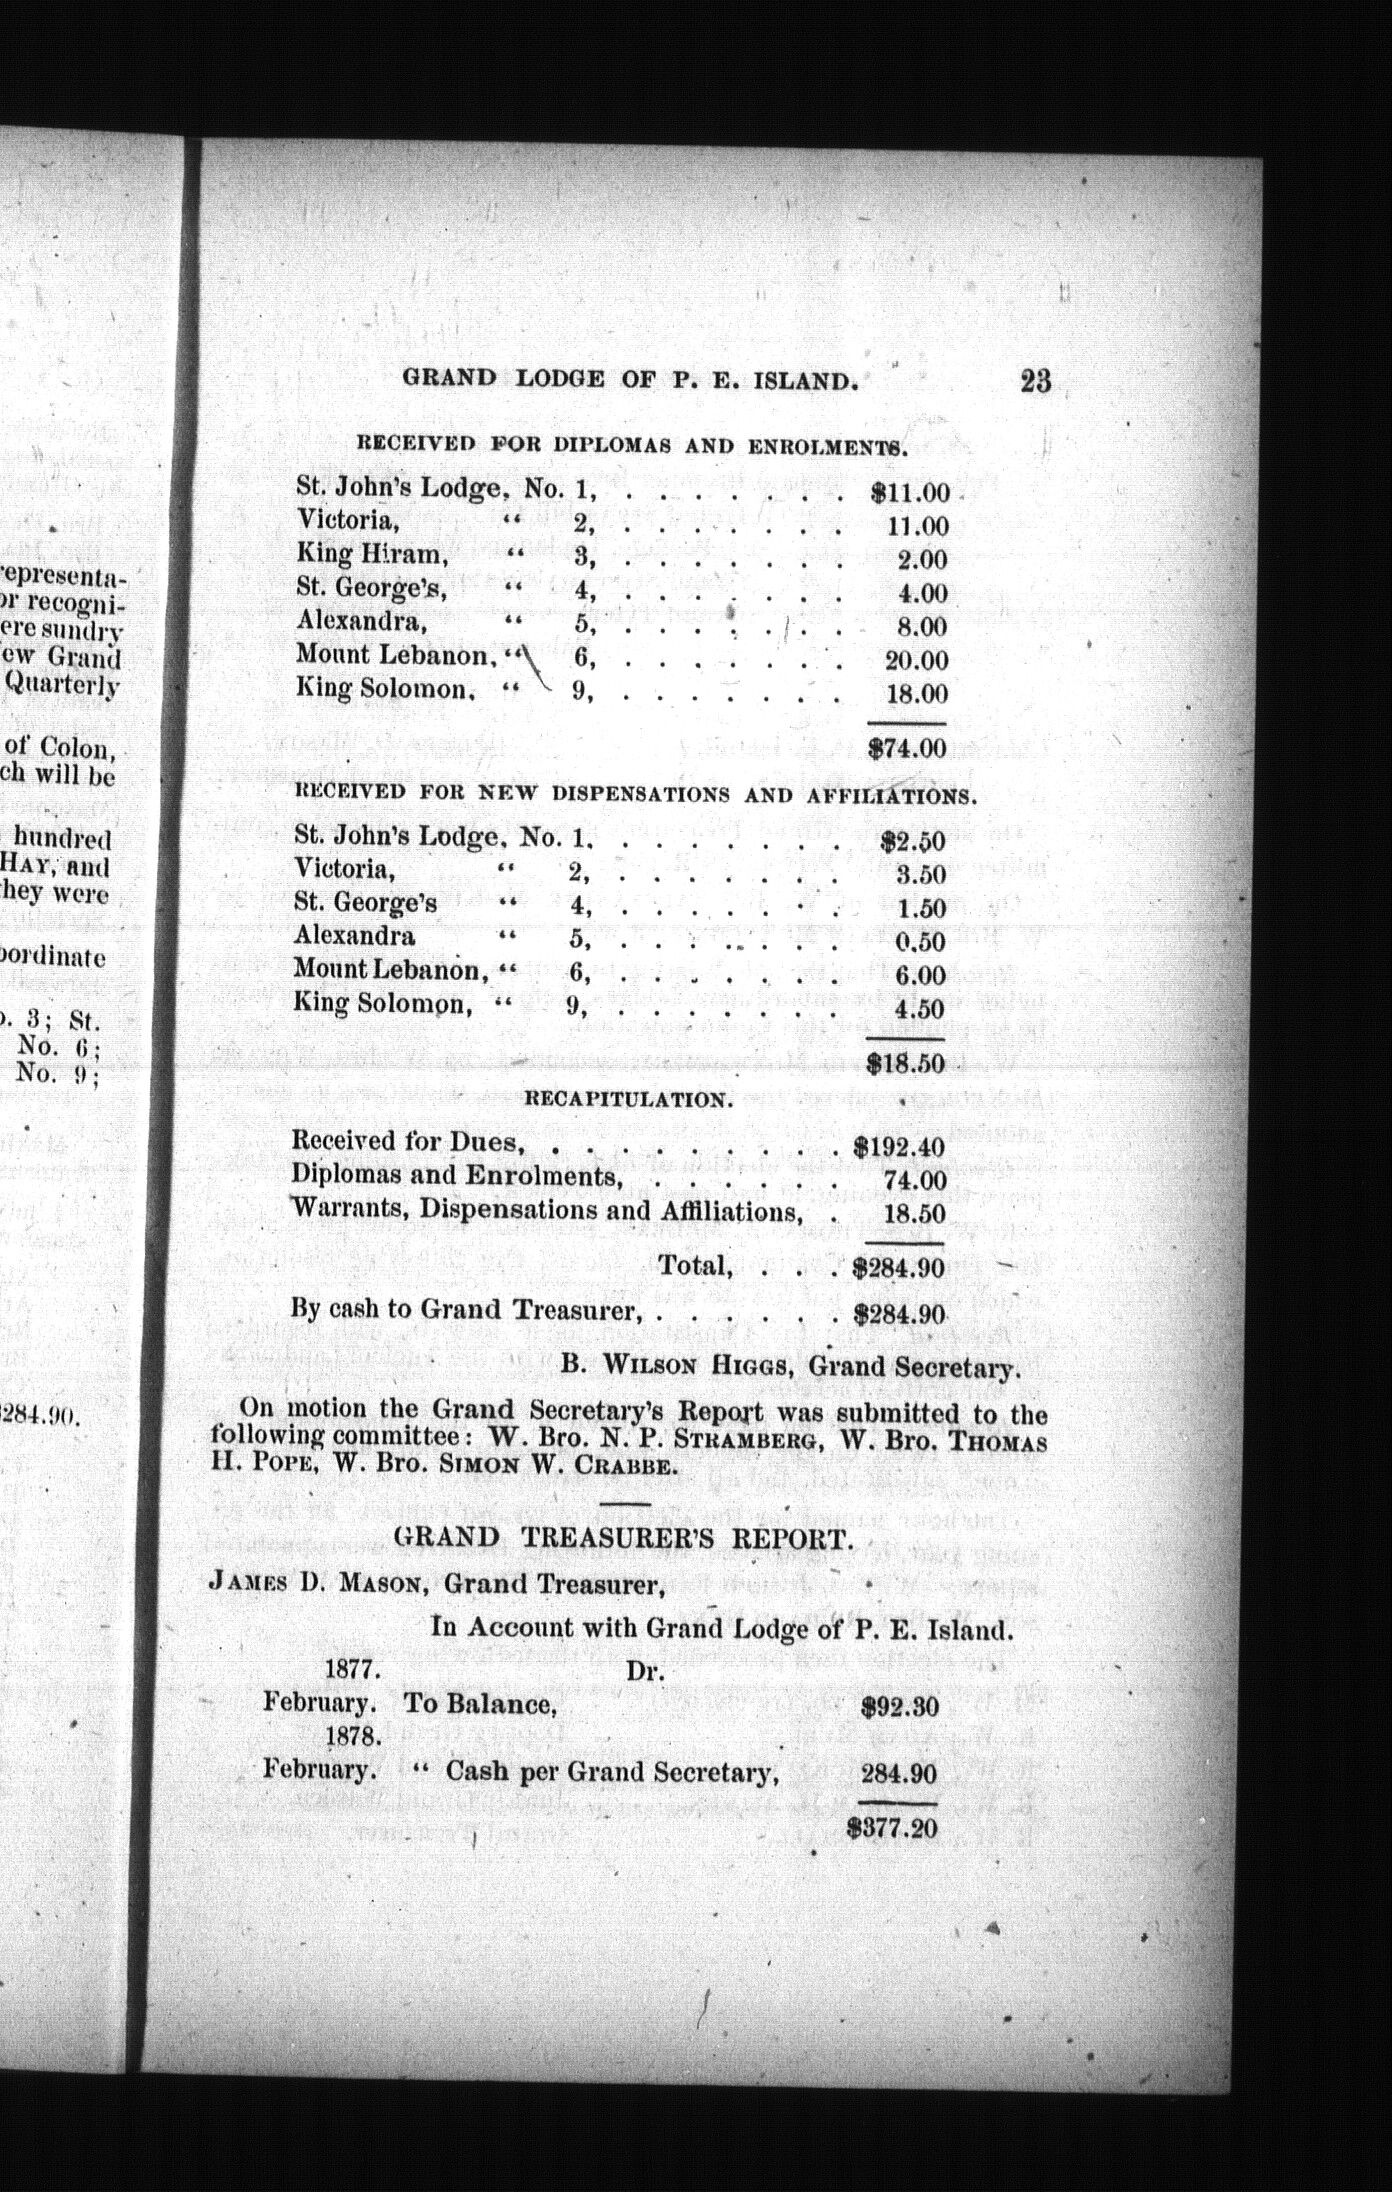 representa-
or recogni-
ere sundry
ew Grand
Quarterly
of Colon,
ch will be
hundred
HAY, and
they were
bordinate
o. 3; St.
No. 6;
No. 9;
$284.90.
GRAND LODGE OF P. E. ISLAND. 23
RECEIVED FOR DIPLOMAS AND ENROLMENTS.
St. John's Lodge, No. 1, . . . . . . . $11.00
Victoria, “ 2, . . . . . . . 11.00
King Hiram, “ 3, . . . . . . . 2.00
St. George's, “ 4, . . . . . . . 4.00
Alexandra, “ 5, . . . . . . . 8.00
Mount Lebanon, “ 6, . . . . . . . 20.00
King Solomon, “ 9, . . . . . . . 18.00
$74.00
RECEIVED FOR NEW DISPENSATIONS AND AFFILIATIONS.
St. John's Lodge, No. 1, . . . . . . . $2.50
Victoria, “ 2, . . . . . . . 3.50
St. George's “ 4, . . . . . . . 1.50
Alexandra “ 5, . . . . . . . 0.50
Mount Lebanon, “ 6, . . . . . . . 6.00
King Solomon, “ 9, . . . . . . . 4.50
$18.50
RECAPITULATION.
Received for Dues, . . . . . . . . . $192.40
Diplomas and Enrolments, . . . . . . 74.00
Warrants, Dispensations and Affiliations, . 18.50
Total, . . . $284.90
By cash to Grand Treasurer, . . . . . . $284.90
B. WILSON HIGGS, Grand Secretary.
On motion the Grand Secretary's Report was submitted to the
following committee: W. Bro. N. P. STRAMBERG, W. Bro. THOMAS
H. POPE, W. Bro. SIMON W. CRABBE.
GRAND TREASURER'S REPORT.
JAMES D. MASON, Grand Treasurer,
In Account with Grand Lodge of P. E. Island.
1877. Dr.
February. To Balance, $92.30
1878.
February. “ Cash per Grand Secretary, 284.90
$377.20